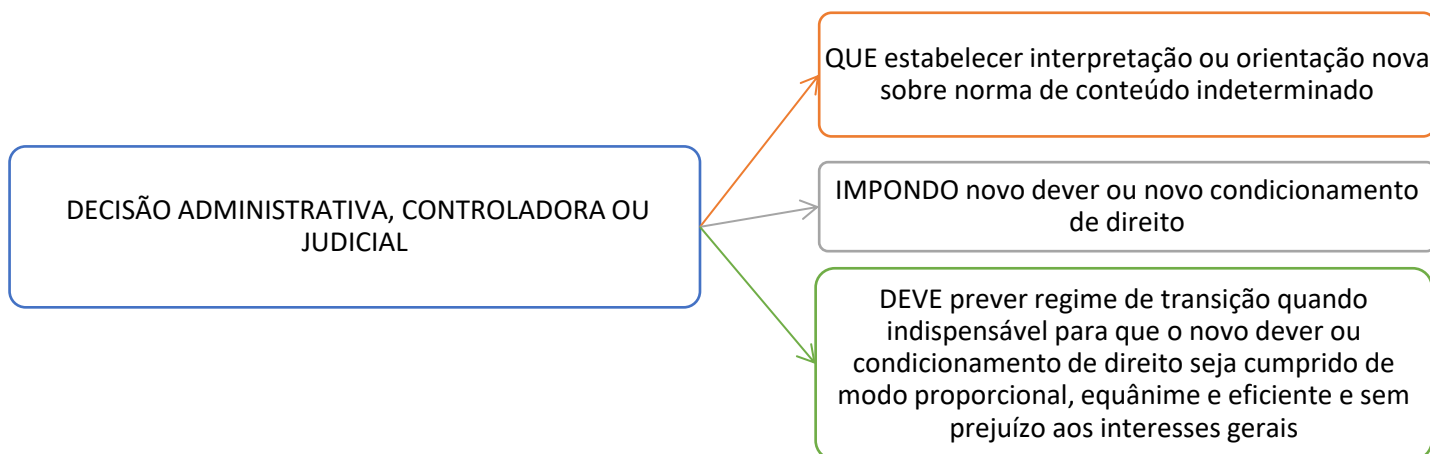 DECISÃO ADMINISTRATIVA, CONTROLADORA OU
JUDICIAL
QUE estabelecer interpretação ou orientação nova
sobre norma de conteúdo indeterminado
IMPONDO novo dever ou novo condicionamento
de direito
DEVE prever regime de transição quando
indispensável para que o novo dever ou
condicionamento de direito seja cumprido de
modo proporcional, equânime e eficiente e sem
prejuízo aos interesses gerais